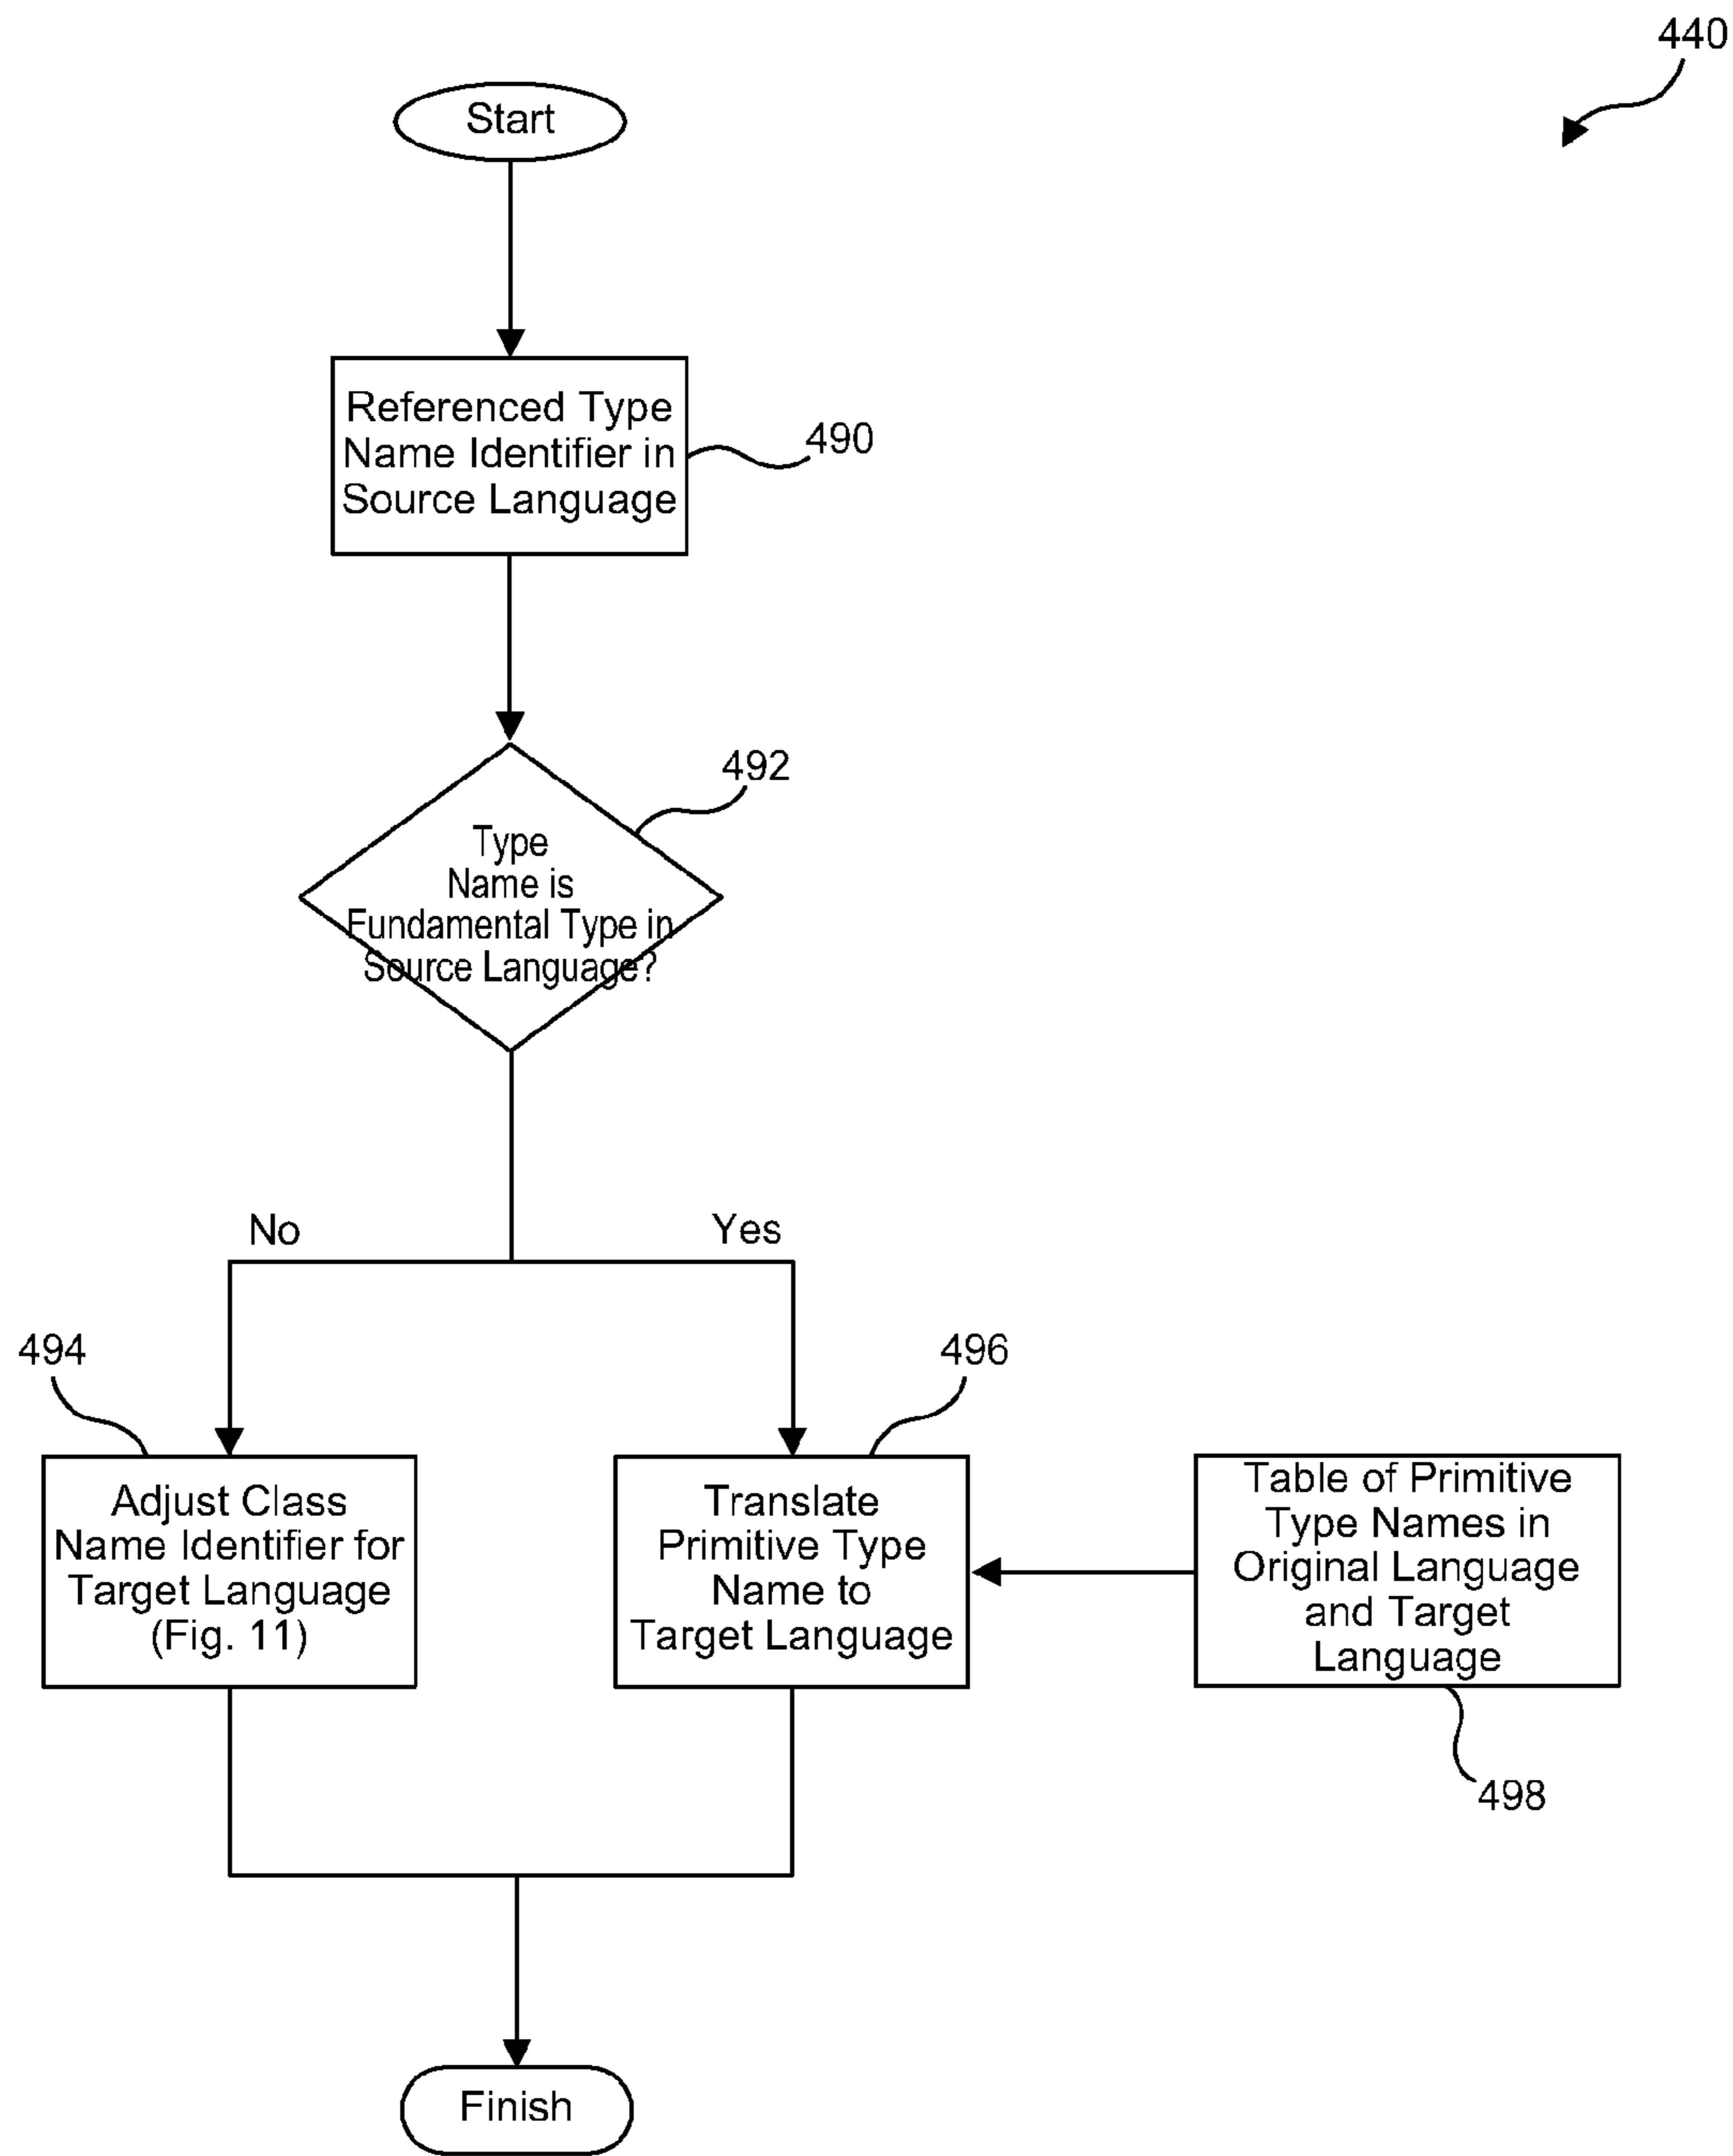 440
Start
Referenced Type
Name Identifier in
Source Language
490
492
Type
Name is
Fundamental Type in
Source Language?
No
Yes
494
496
Adjust Class
Name Identifier for
Target Language
(Fig. 11)
Translate
Primitive Type
Name to
Target Language
Table of Primitive
Type Names in
Original Language
and Target
Language
498
Finish